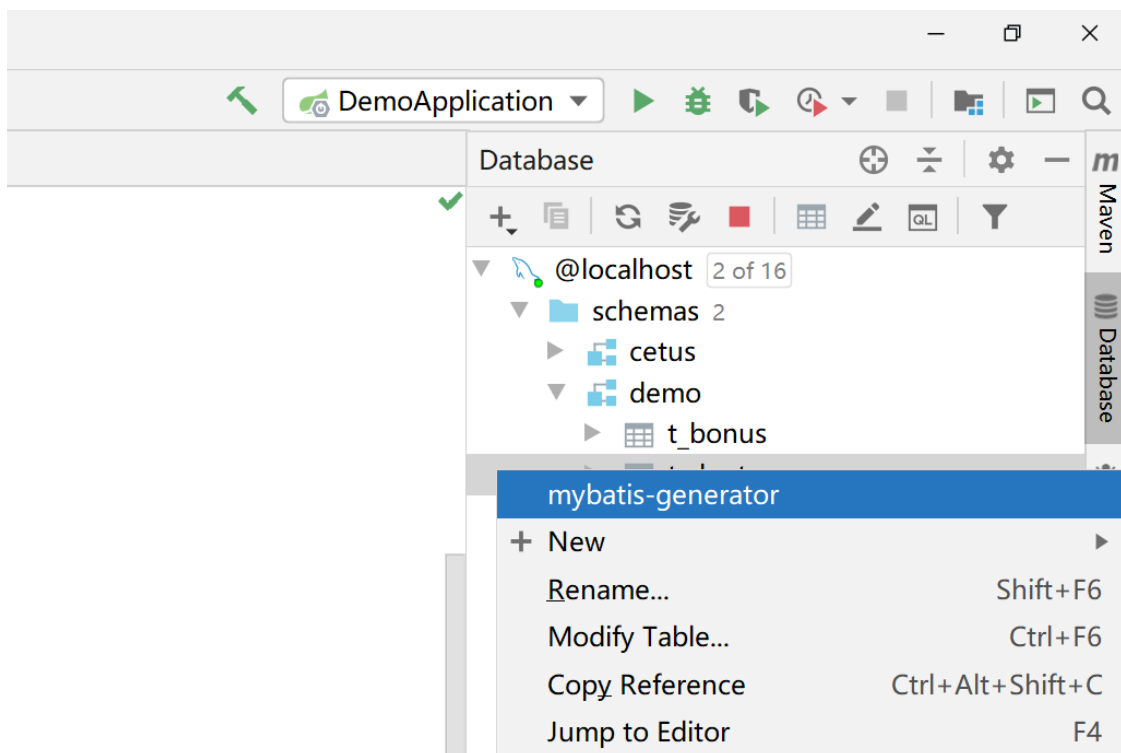 DemoApplication
Database
m
Maven
QL
@localhost 2 of 16
schemas 2
cetus
Database
demo
t_bonus
mybatis-generator
New
Rename... Shift+F6
Modify Table... Ctrl+F6
Copy Reference Ctrl+Alt+Shift+C
Jump to Editor F4